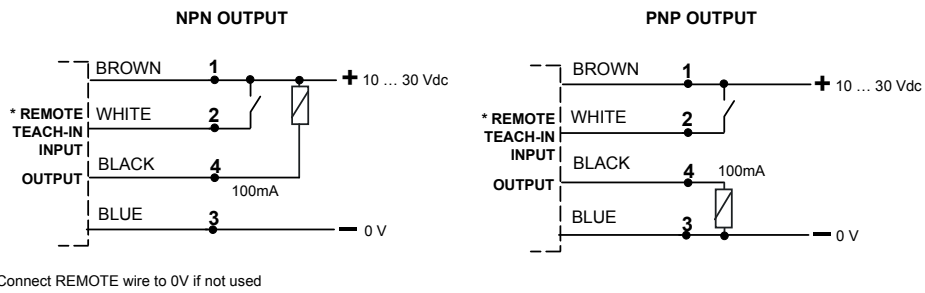 NPN OUTPUT
BROWN 1
+ 10 … 30 Vdc
* REMOTE TEACH-IN INPUT
WHITE 2
BLACK 4
OUTPUT
100mA
BLUE 3
– 0 V
PNP OUTPUT
BROWN 1
+ 10 … 30 Vdc
* REMOTE TEACH-IN INPUT
WHITE 2
BLACK 4
100mA
OUTPUT
BLUE 3
– 0 V
Connect REMOTE wire to 0V if not used